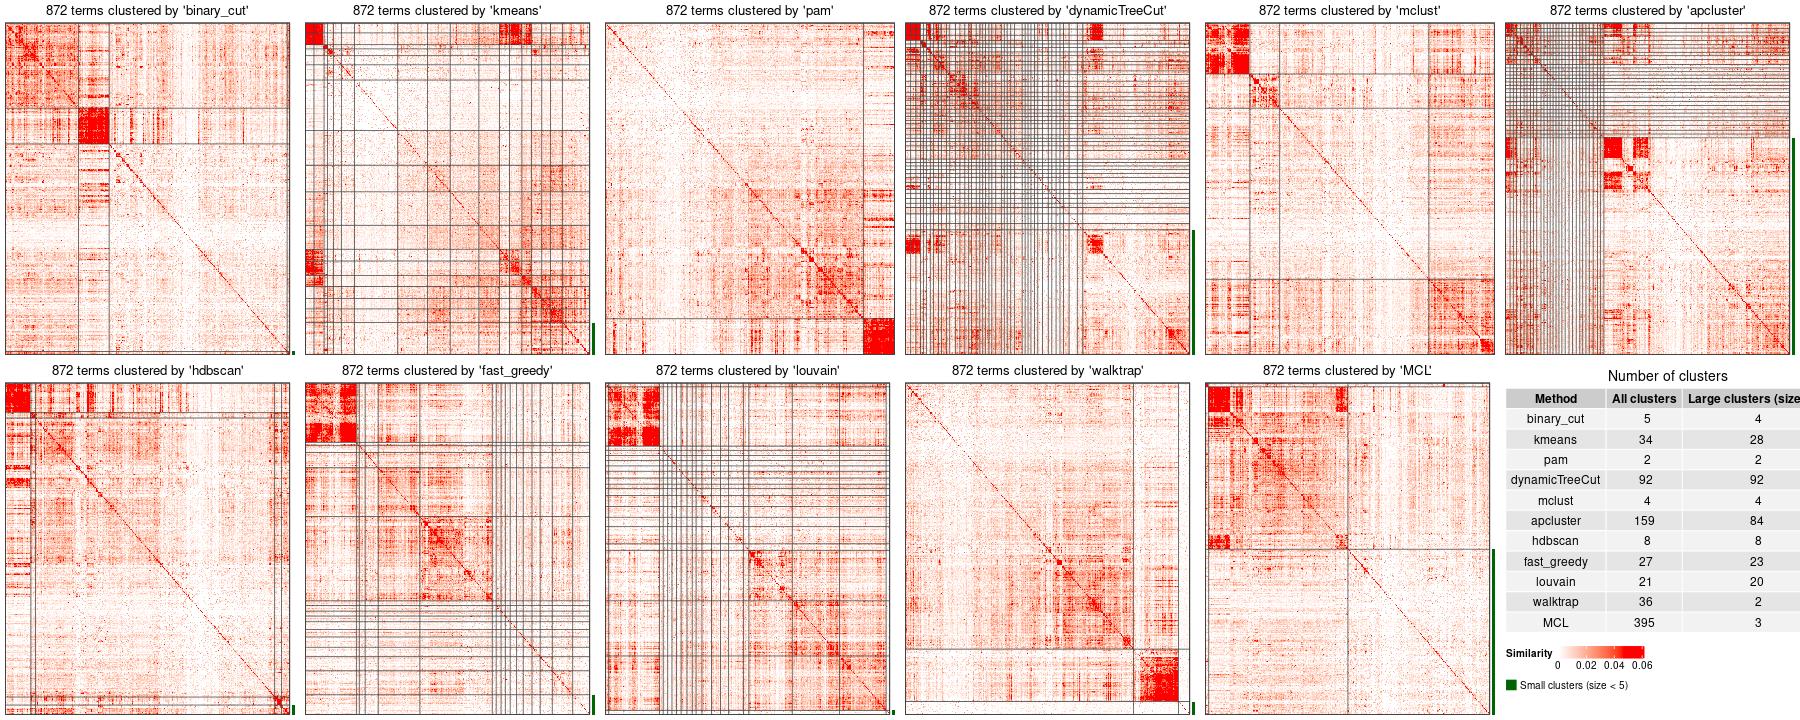 872 terms clustered by 'binary_cut'
872 terms clustered by 'kmeans'
872 terms clustered by 'pam'
872 terms clustered by 'dynamicTreeCut'
872 terms clustered by 'mclust'
872 terms clustered by 'apcluster'
872 terms clustered by 'hdbscan'
872 terms clustered by 'fast_greedy'
872 terms clustered by 'louvain'
872 terms clustered by 'walktrap'
872 terms clustered by 'MCL'
Number of clusters
Method All clusters Large clusters (size
binary_cut 5 4
kmeans 34 28
pam 2 2
dynamicTreeCut 92 92
mclust 4 4
apcluster 159 84
hdbscan 8 8
fast_greedy 27 23
louvain 21 20
walktrap 36 2
MCL 395 3
Similarity
0 0.02 0.04 0.06
Small clusters (size < 5)